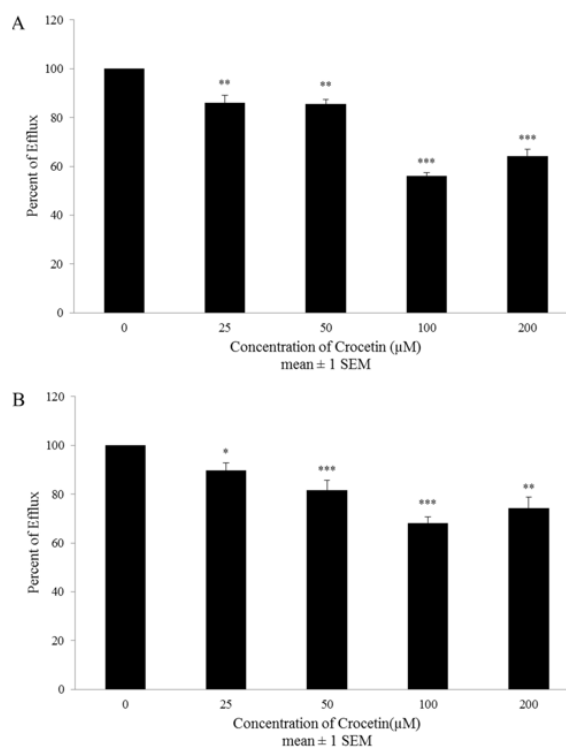 A
120
100
80
60
40
20
0
Percent of Efflux
**
**
***
***
0 25 50 100 200
Concentration of Crocetin (µM)
mean ± 1 SEM
B
120
100
80
60
40
20
0
Percent of Efflux
*
***
***
**
0 25 50 100 200
Concentration of Crocetin(µM)
mean ± 1 SEM